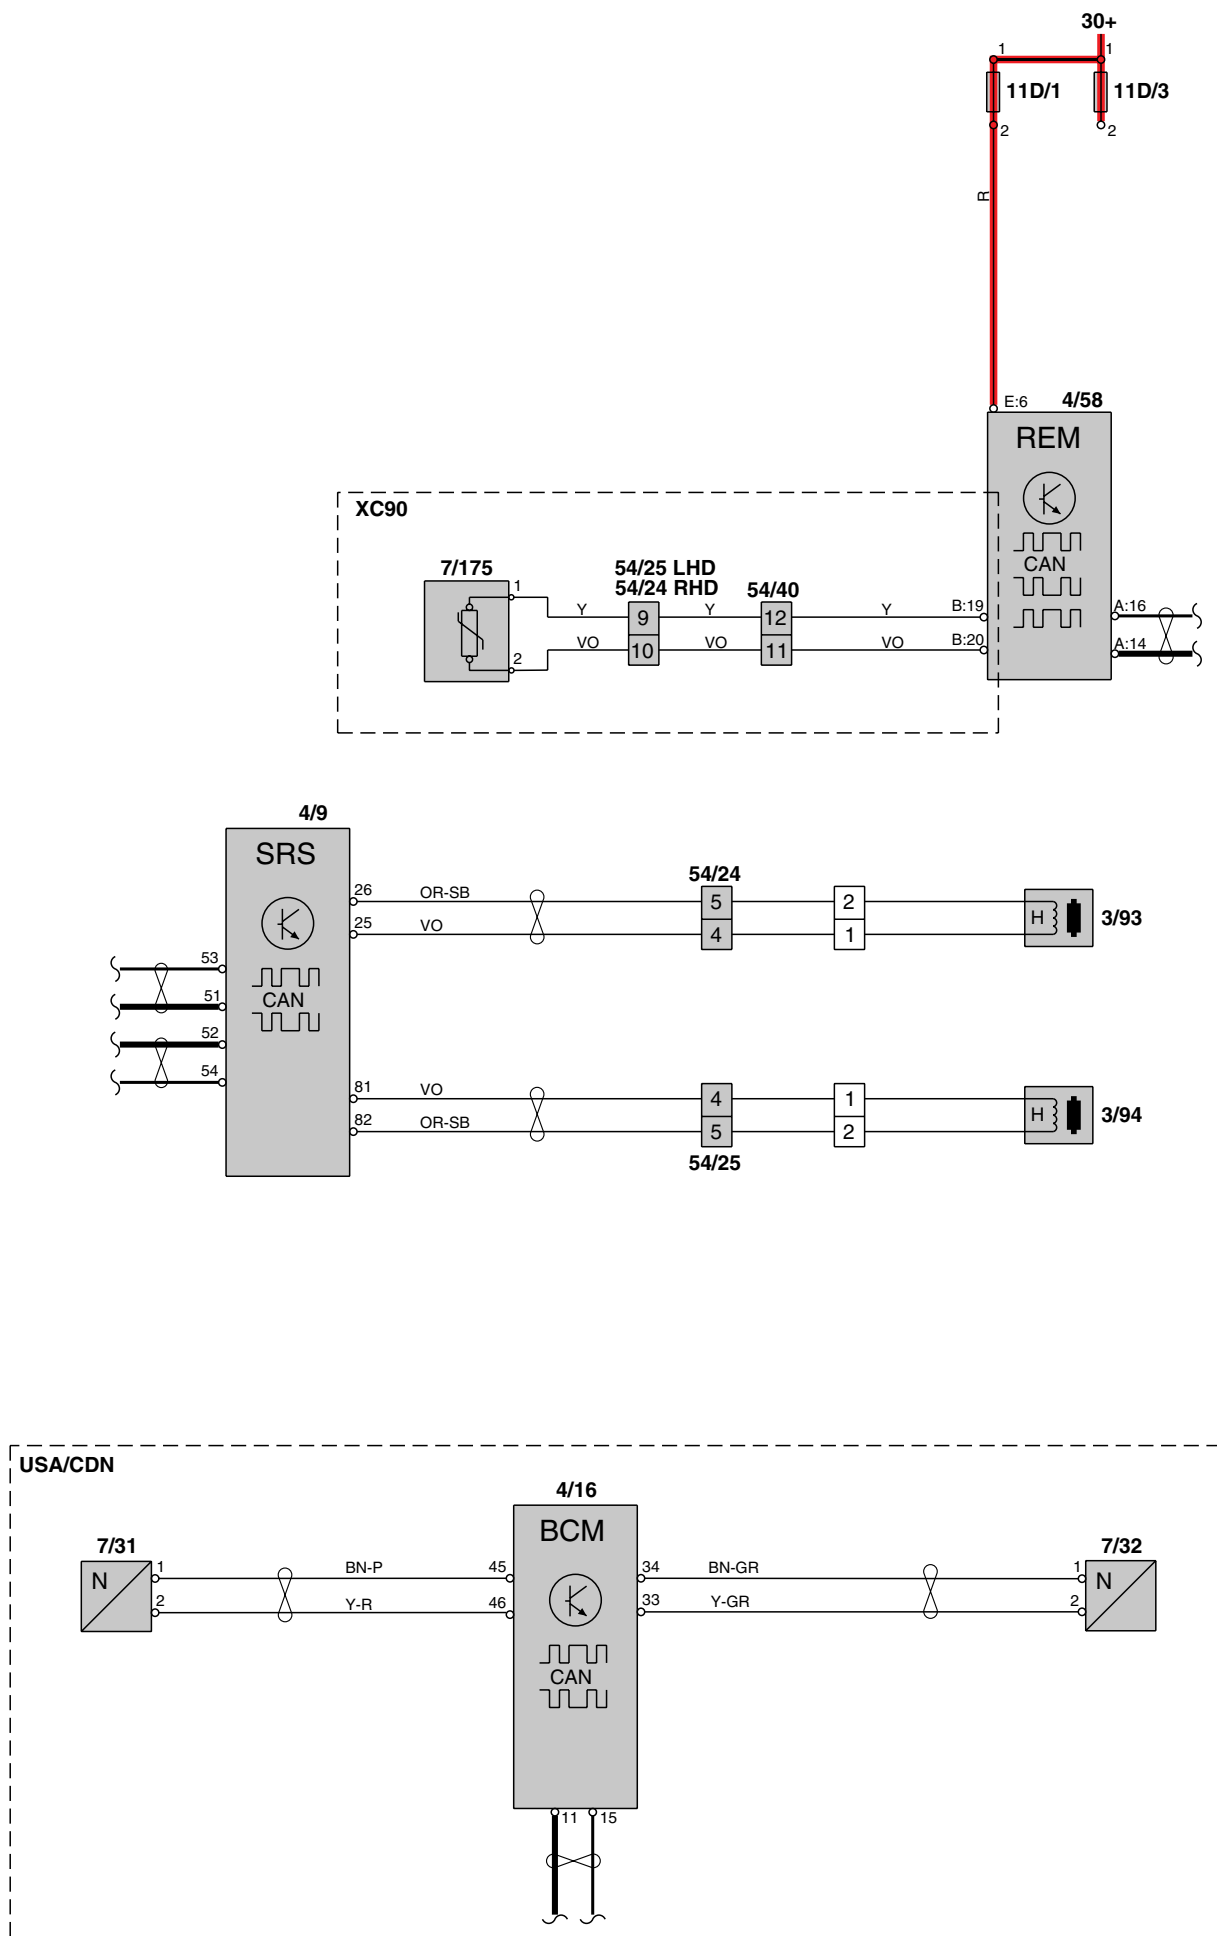 30+
1
1
11D/1
11D/3
2
2
R
E:6
4/58
REM
XC90
7/175
54/25 LHD
54/24 RHD
54/40
CAN
1
Y
9
Y
12
Y
B:19
A:16
2
VO
10
VO
11
VO
B:20
A:14
4/9
SRS
54/24
26
OR-SB
5
2
H
3/93
25
VO
4
1
53
51
CAN
52
54
81
VO
4
1
H
3/94
82
OR-SB
5
2
54/25
USA/CDN
4/16
BCM
7/31
7/32
N
1
BN-P
45
34
BN-GR
1
N
2
Y-R
46
33
Y-GR
2
CAN
11
15